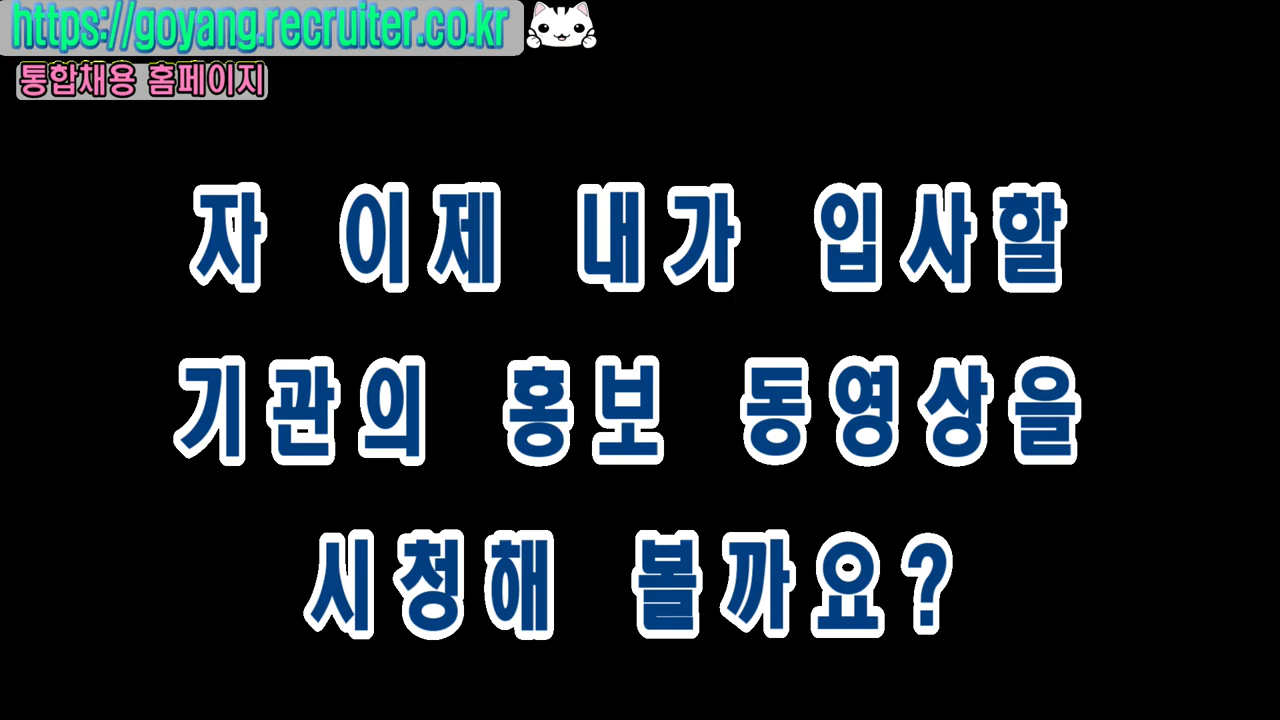 https://goyang.recruiter.co.kr
통합채용 홈페이지
자 이제 내가 입사할
기관의 홍보 동영상을
시청해 볼까요?